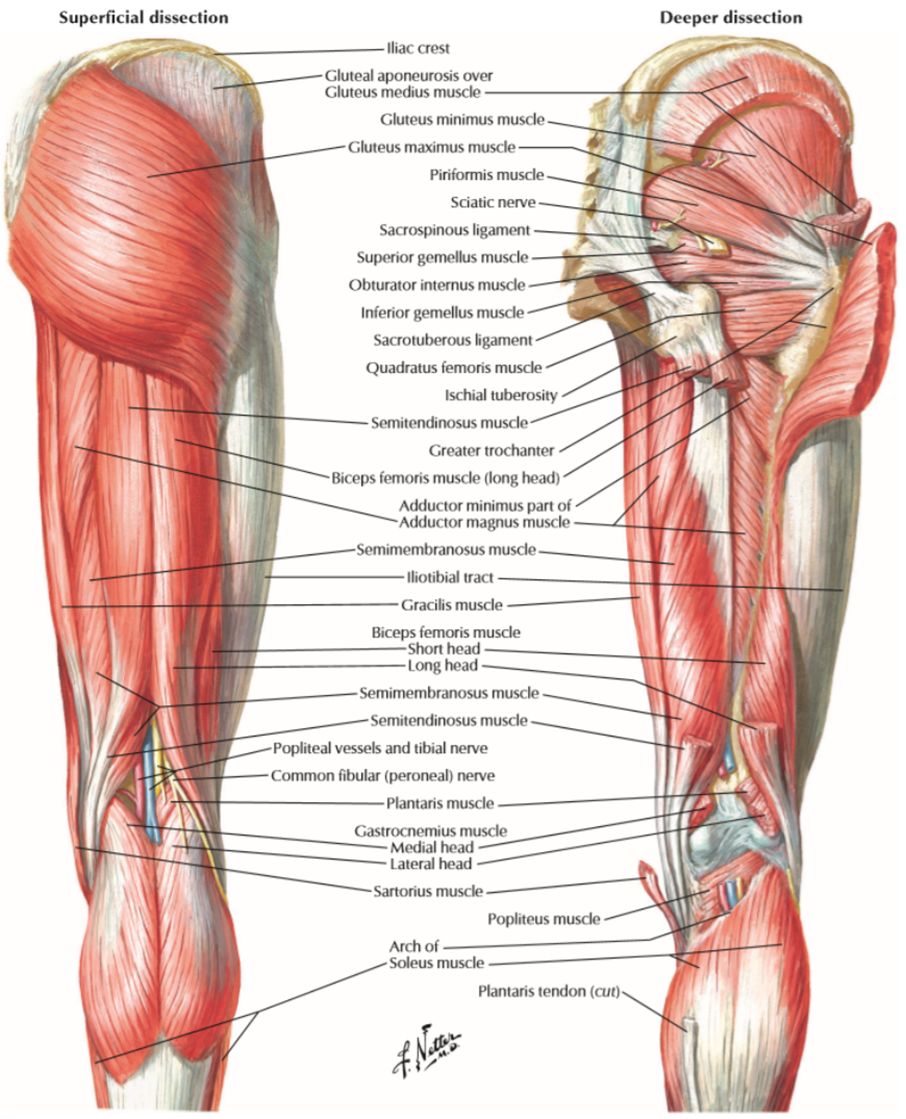 Superficial dissection
Deeper dissection
Iliac crest
Gluteal aponeurosis over
Gluteus medius muscle
Gluteus minimus muscle
Gluteus maximus muscle
Piriformis muscle
Sciatic nerve
Sacrospinous ligament
Superior gemellus muscle
Obturator internus muscle
Inferior gemellus muscle
Sacrotuberous ligament
Quadratus femoris muscle
Ischial tuberosity
Semitendinosus muscle
Greater trochanter
Biceps femoris muscle (long head)
Adductor minimus part of
Adductor magnus muscle
Semimembranosus muscle
Iliotibial tract
Gracilis muscle
Biceps femoris muscle
Short head
Long head
Semimembranosus muscle
Semitendinosus muscle
Popliteal vessels and tibial nerve
Common fibular (peroneal) nerve
Plantaris muscle
Gastrocnemius muscle
Medial head
Lateral head
Sartorius muscle
Popliteus muscle
Arch of
Soleus muscle
Plantaris tendon (cut)
F. Netter
M.D.